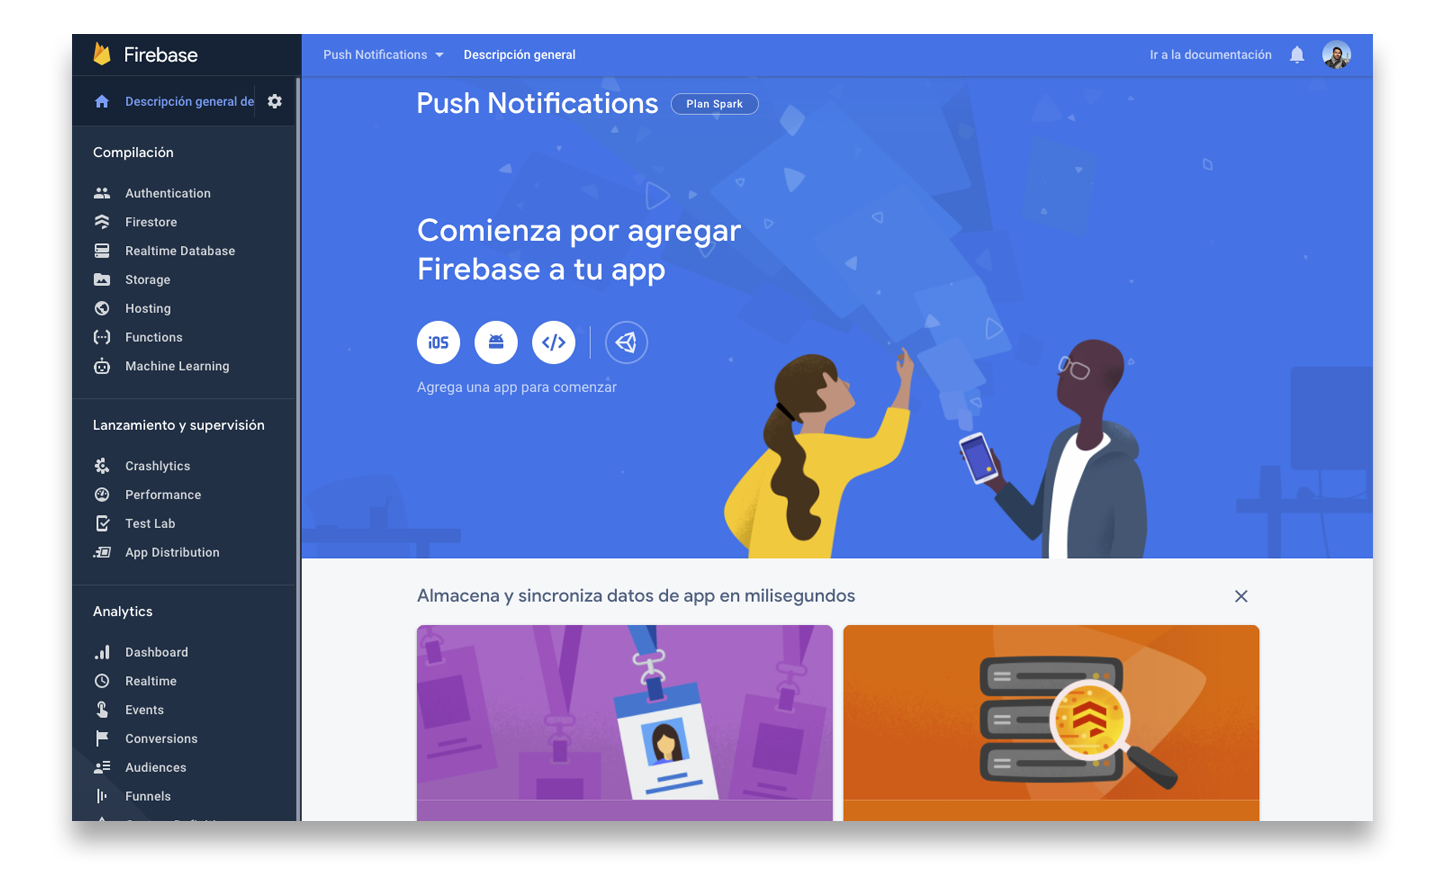 Firebase
Push Notifications
Descripción general
Ir a la documentación
Descripción general de
Compilación
Authentication
Firestore
Realtime Database
Storage
Hosting
Functions
Machine Learning
Lanzamiento y supervisión
Crashlytics
Performance
Test Lab
App Distribution
Analytics
Dashboard
Realtime
Events
Conversions
Audiences
Funnels
Push Notifications
Plan Spark
Comienza por agregar
Firebase a tu app
iOS
Agrega una app para comenzar
Almacena y sincroniza datos de app en milisegundos